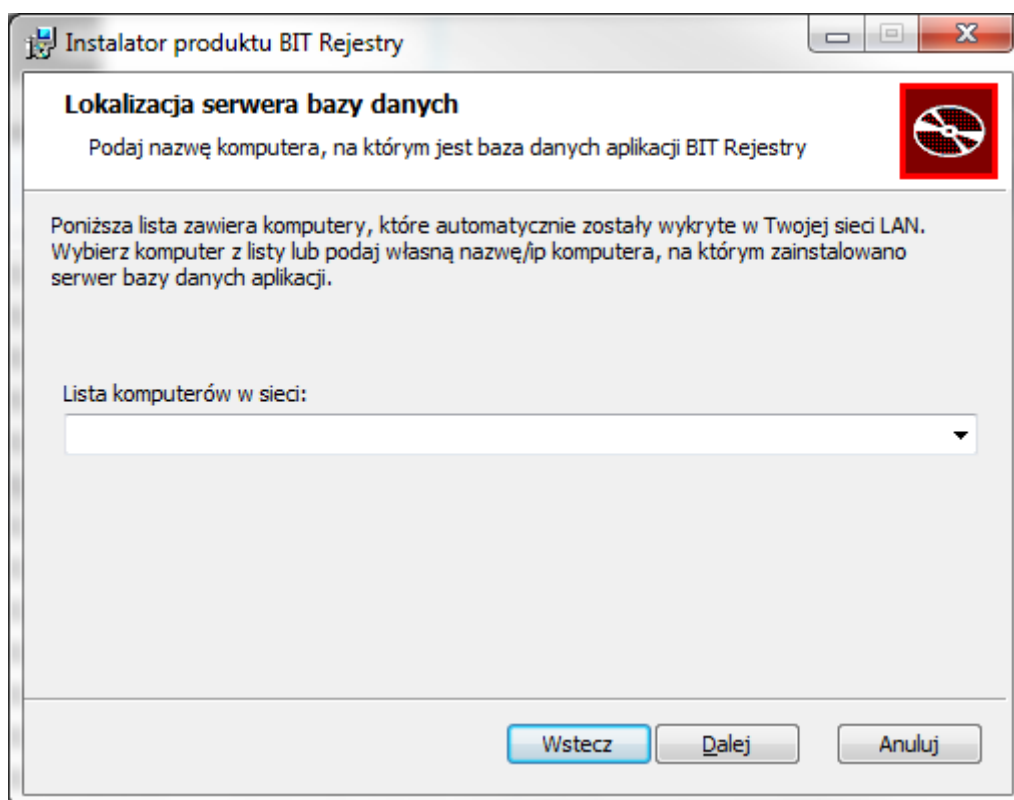 Instalator produktu BIT Rejestry
Lokalizacja serwera bazy danych
Podaj nazwę komputera, na którym jest baza danych aplikacji BIT Rejestry
Poniższa lista zawiera komputery, które automatycznie zostały wykryte w Twojej sieci LAN.
Wybierz komputer z listy lub podaj własną nazwę/ip komputera, na którym zainstalowano
serwer bazy danych aplikacji.
Lista komputerów w sieci:
Wstecz Dalej Anuluj